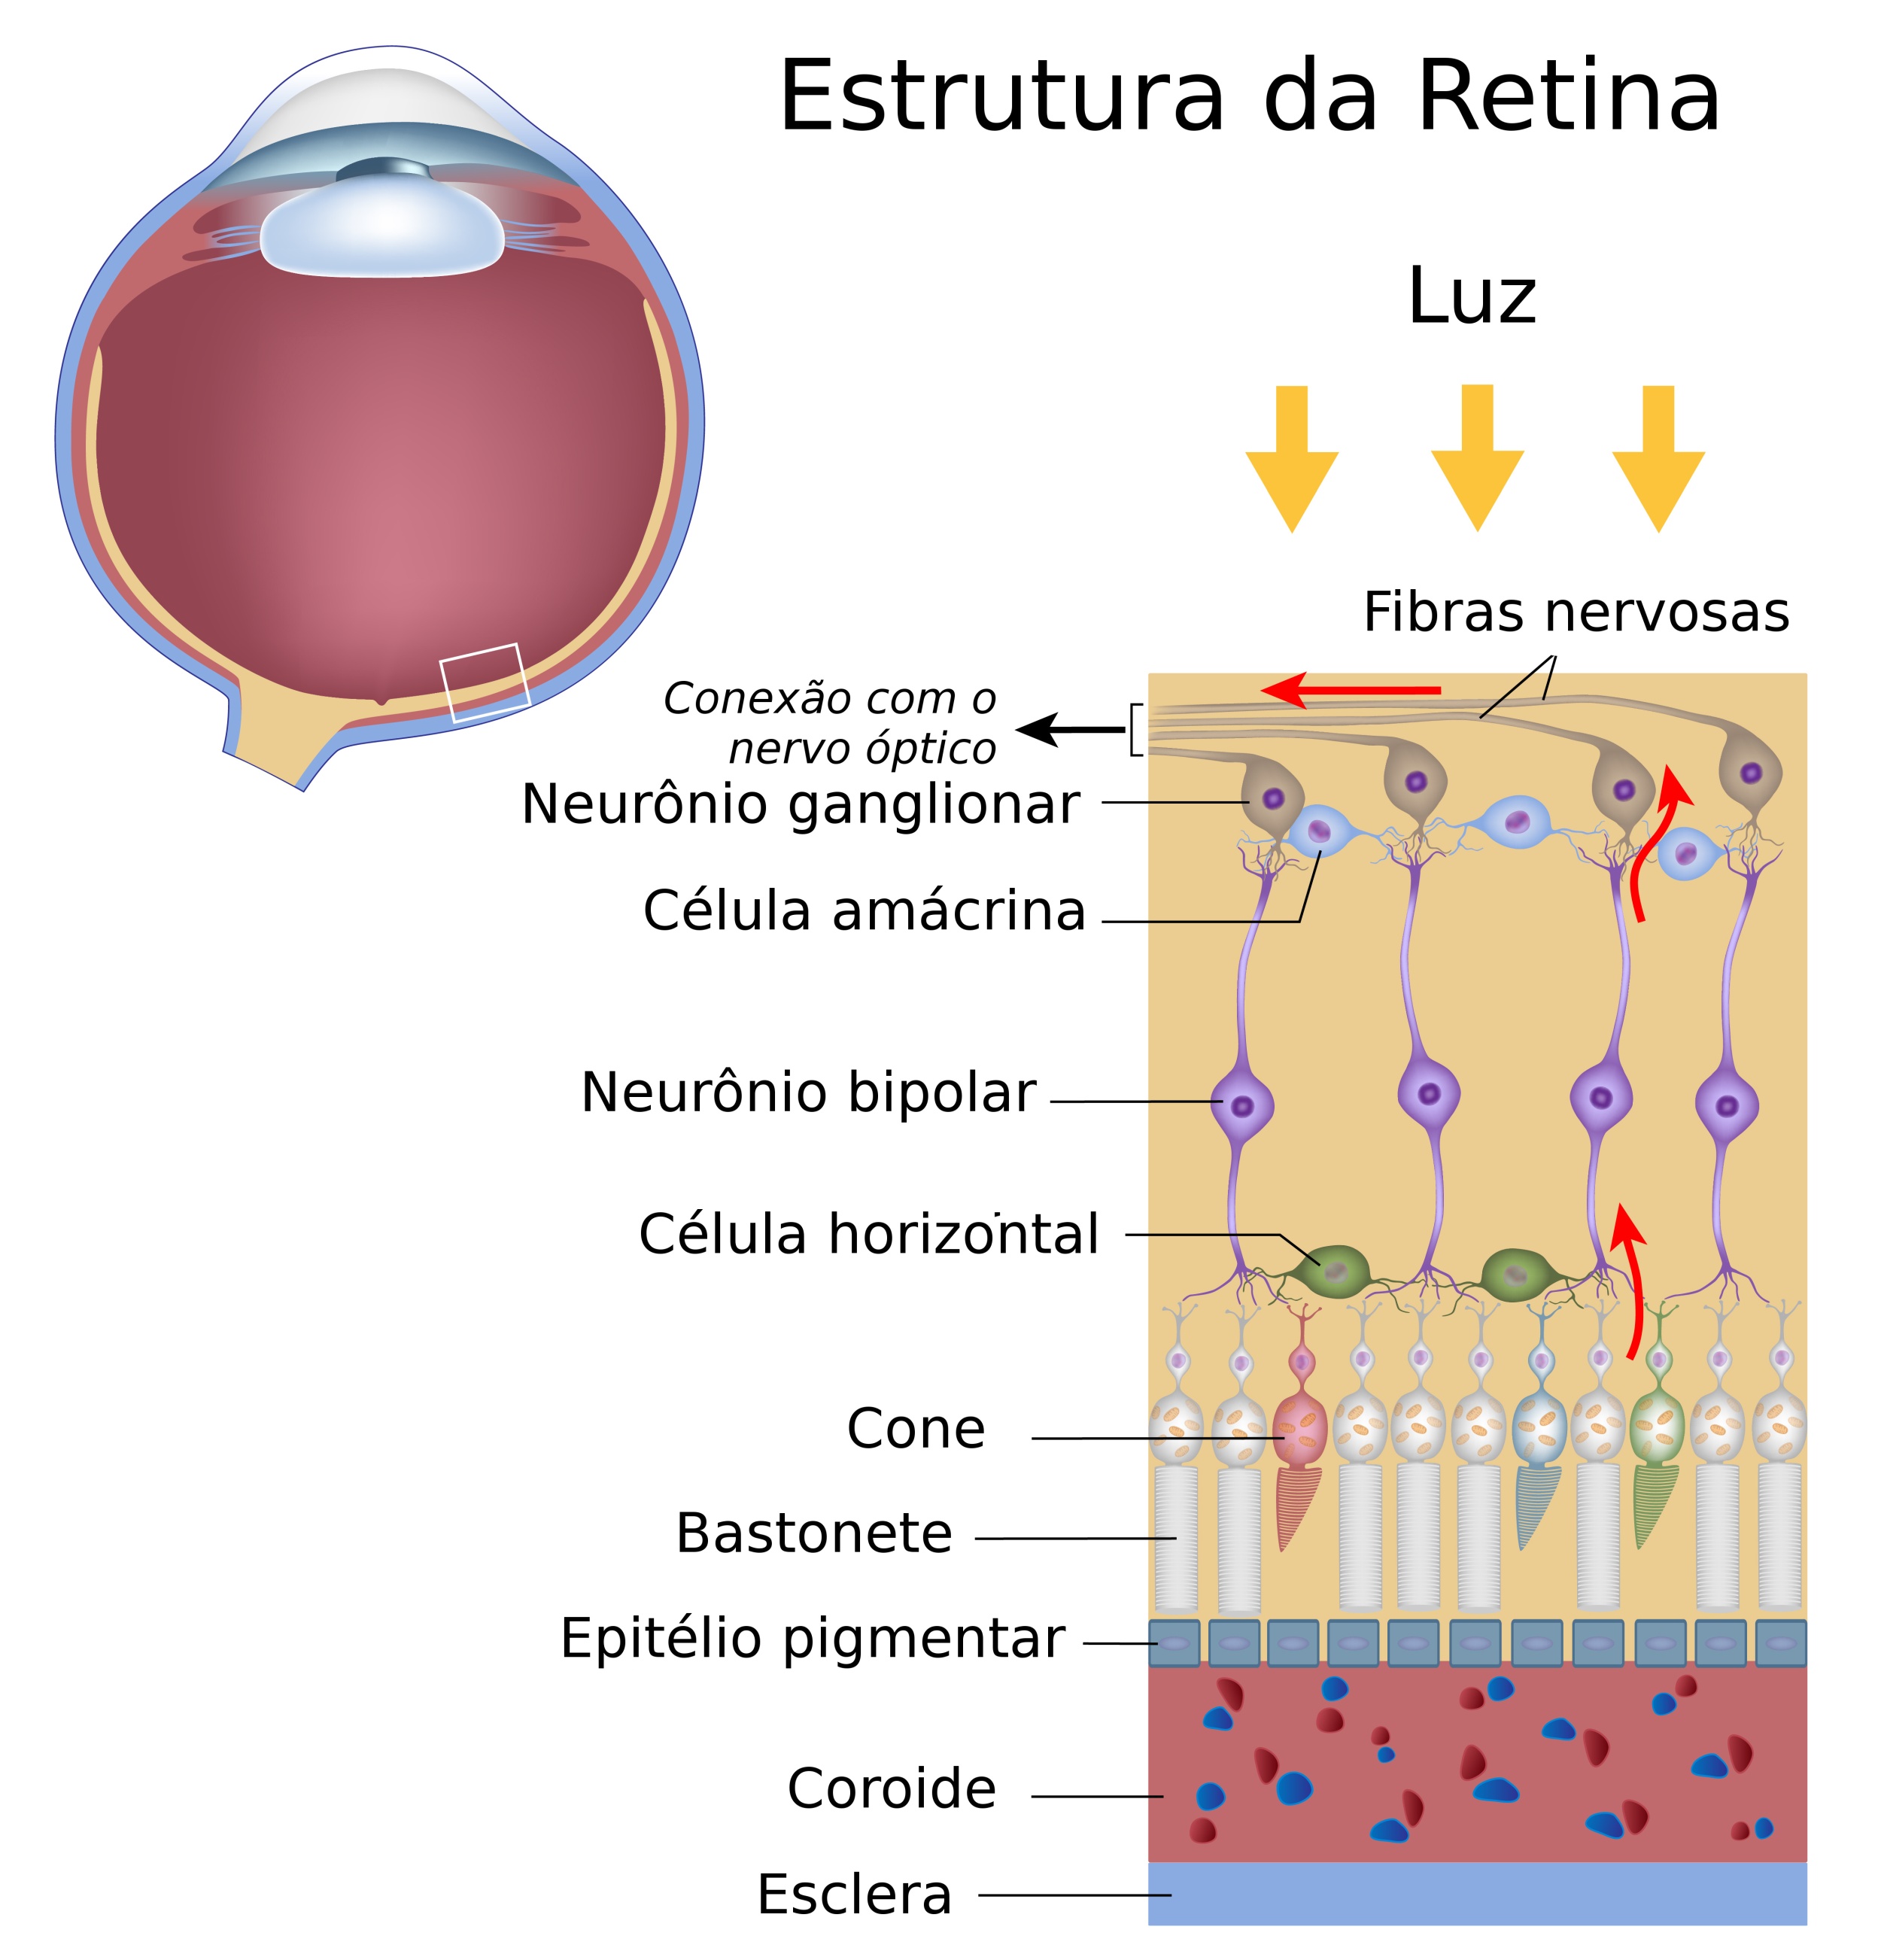 Estrutura da Retina
Luz
Fibras nervosas
Conexão com o
nervo óptico
Neurônio ganglionar
Célula amácrina
Neurônio bipolar
Célula horizontal
Cone
Bastonete
Epitélio pigmentar
Coroide
Esclera